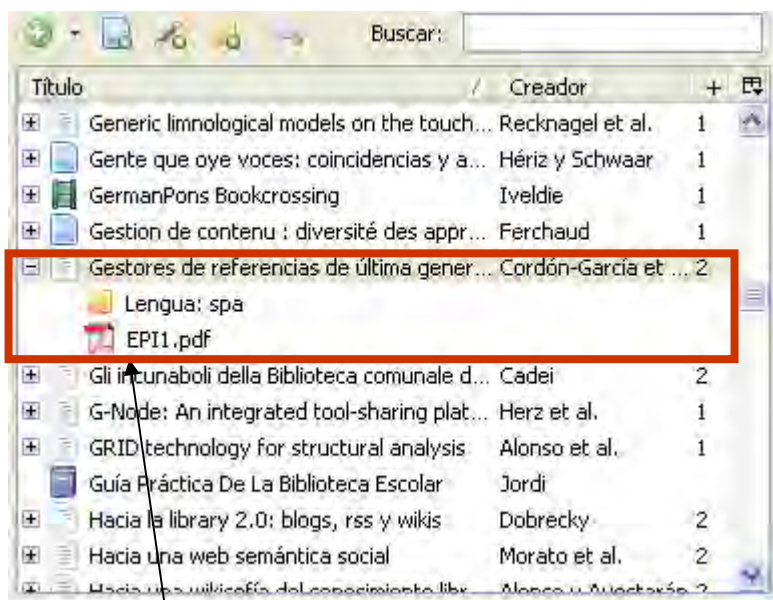 Buscar:
Título / Creador +
Generic limnological models on the touch... Recknagel et al. 1
Gente que oye voces: coincidencias y a... Hériz y Schwaar 1
GermanPons Bookcrossing Iveldie 1
Gestion de contenu : diversité des appr... Ferchaud 1
Gestores de referencias de última gener... Cordón-García et ... 2
Lengua: spa
EPI1.pdf
Gli incunaboli della Biblioteca comunale d... Cadei 2
G-Node: An integrated tool-sharing plat... Herz et al. 1
GRID technology for structural analysis Alonso et al. 1
Guía Práctica De La Biblioteca Escolar Jordi
Hacia la library 2.0: blogs, rss y wikis Dobrecky 2
Hacia una web semántica social Morato et al. 2
Hacia una del conocimiento